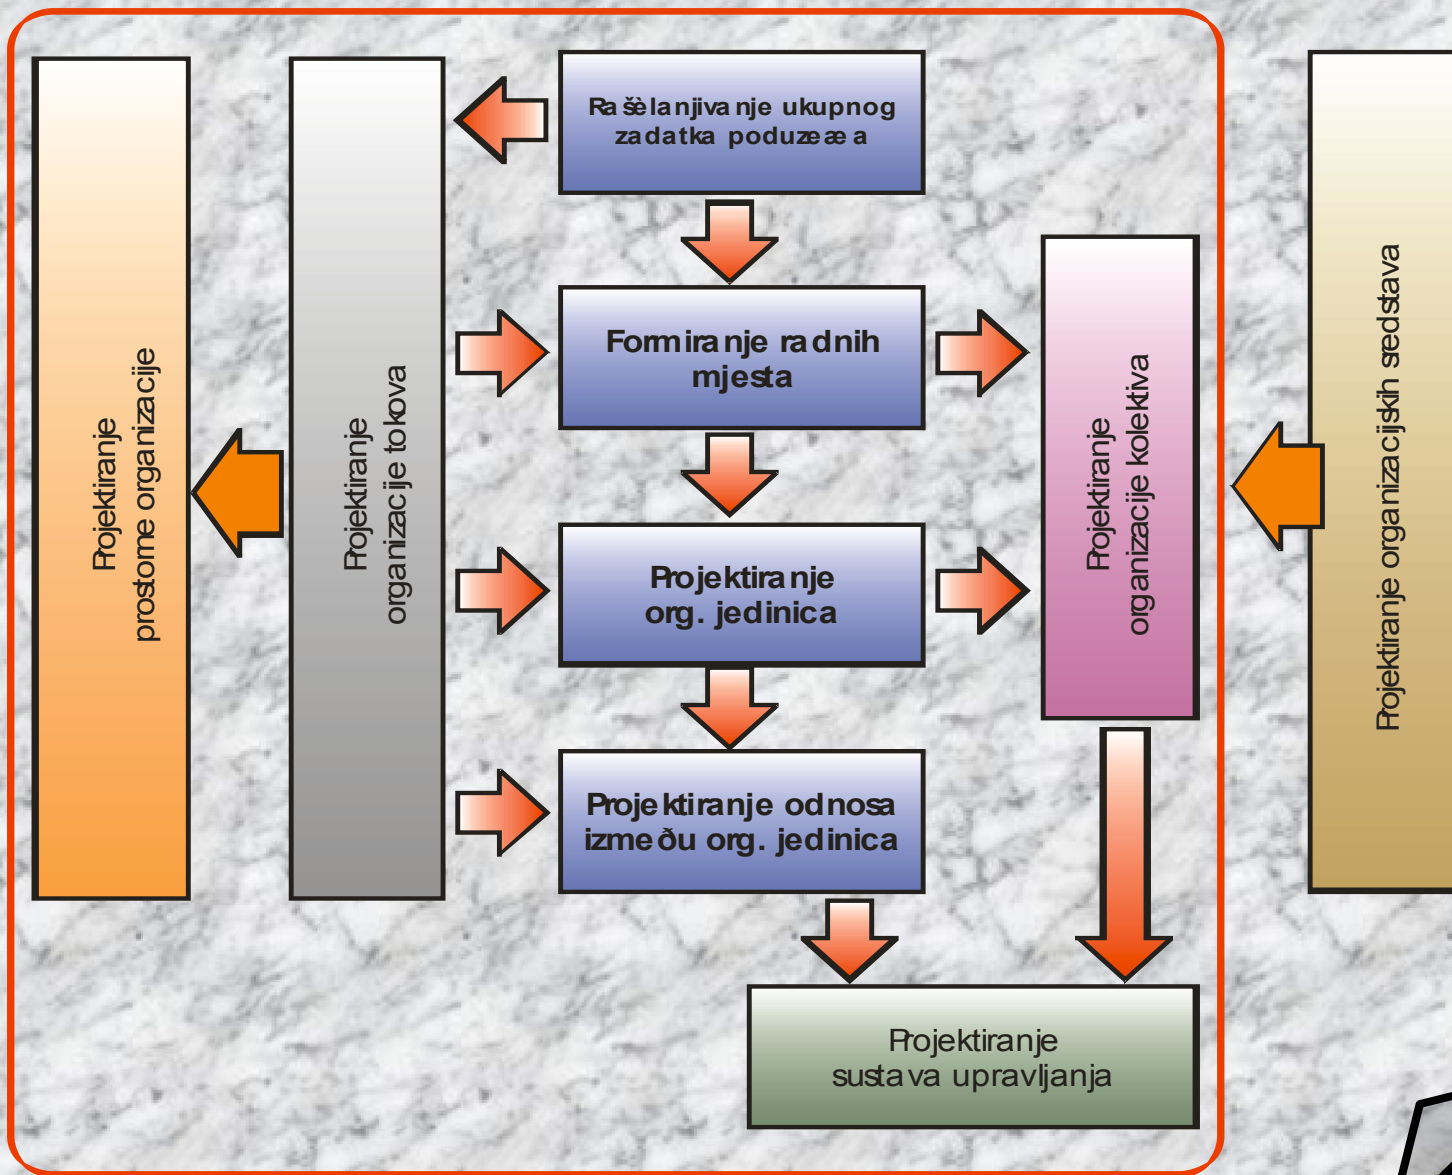 Projektiranje
prostorne organizacije
Projektiranje
organizacije tokova
Rašèlanjivanje ukupnog
zadatka poduzeæa
Formiranje radnih
mjesta
Projektiranje
org. jedinica
Projektiranje odnosa
izmeðu org. jedinica
Projektiranje
organizacije kolektiva
Projektiranje
sustava upravljanja
Projektiranje organizacijskih sredstava